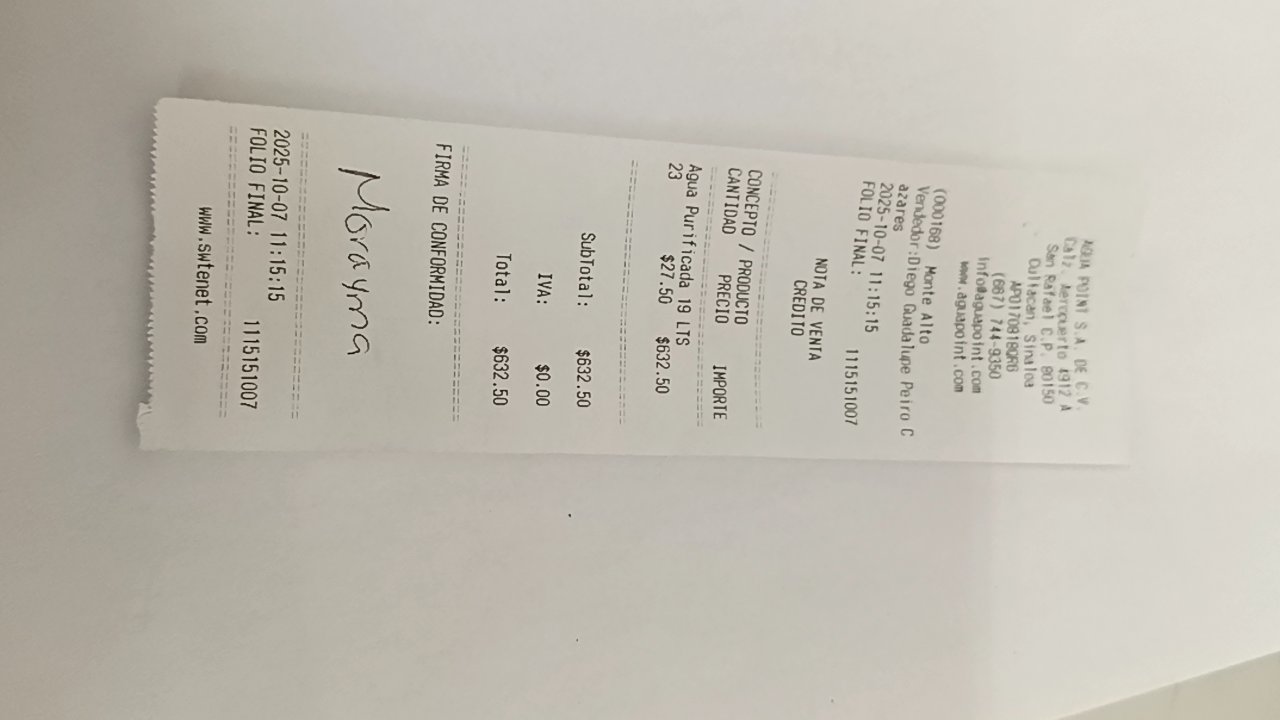 AGUA POINT S.A. DE C.V.
Calz. Aeropuerto 4912 A
San Rafael C.P. 80150
Culiacan, Sinaloa
(667) 744-9350
info@aguapoint.com
www.aguapoint.com
(000168) Monte Alto
Vendedor:Diego Guadalupe Peiro C
azares
2025-10-07 11:15:15
FOLIO FINAL: 1115151007
NOTA DE VENTA
CREDITO
CONCEPTO / PRODUCTO
CANTIDAD PRECIO IMPORTE
Agua Purificada 19 LTS
23 $27.50 $632.50
SubTotal: $632.50
IVA: $0.00
Total: $632.50
FIRMA DE CONFORMIDAD:
Morayma
2025-10-07 11:15:15
FOLIO FINAL: 1115151007
www.swtenet.com